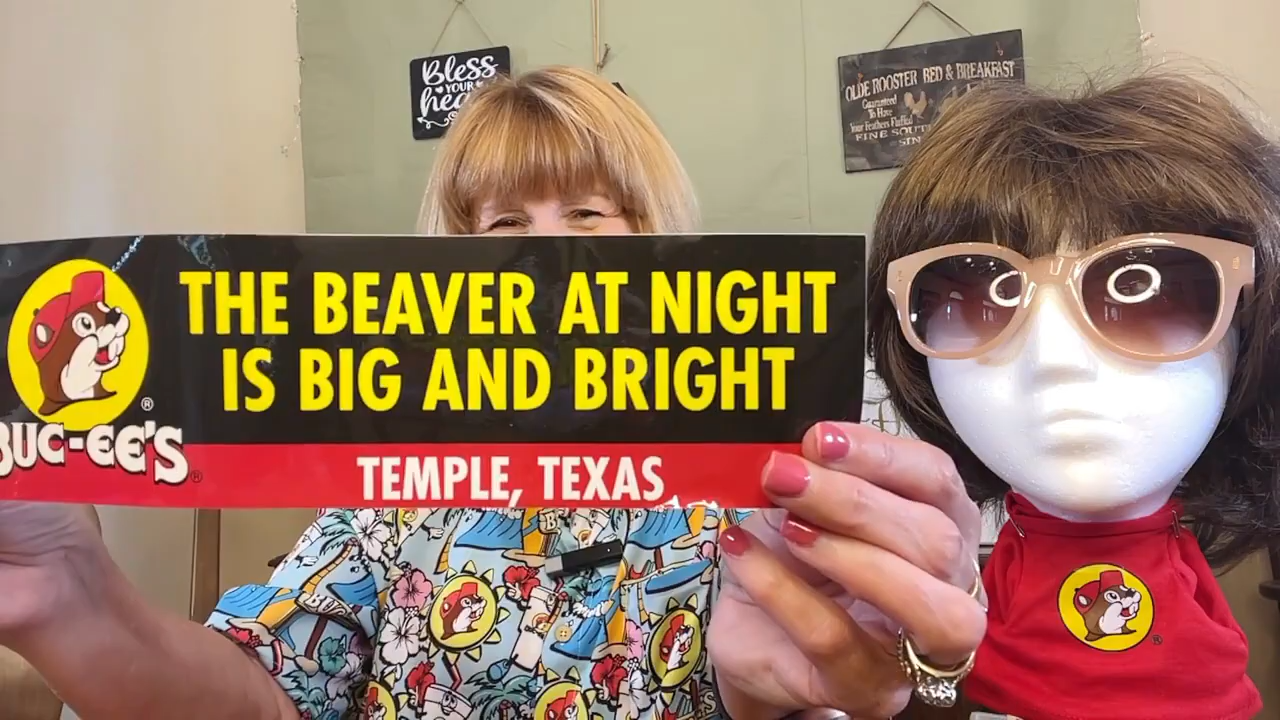 Bless
YOUR
OLDE ROOSTER BED & BREAKFAST
Guaranteed
To Have
Your Feathers Fluffed
FINE
THE BEAVER AT NIGHT
IS BIG AND BRIGHT
BUC-EE'S
TEMPLE, TEXAS